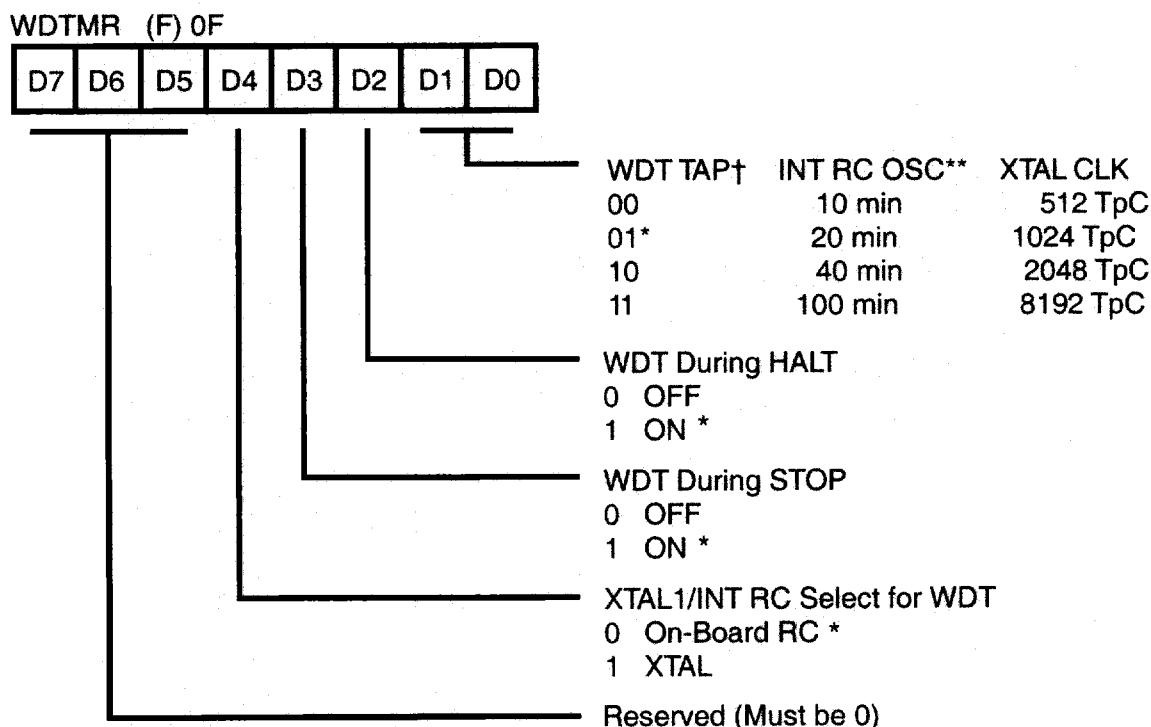 WDTMR (F) 0F
D7 D6 D5 D4 D3 D2 D1 D0
WDT TAP† INT RC OSC** XTAL CLK
00 10 min 512 TpC
01* 20 min 1024 TpC
10 40 min 2048 TpC
11 100 min 8192 TpC
WDT During HALT
0 OFF
1 ON *
WDT During STOP
0 OFF
1 ON *
XTAL1/INT RC Select for WDT
0 On-Board RC *
1 XTAL
Reserved (Must be 0)